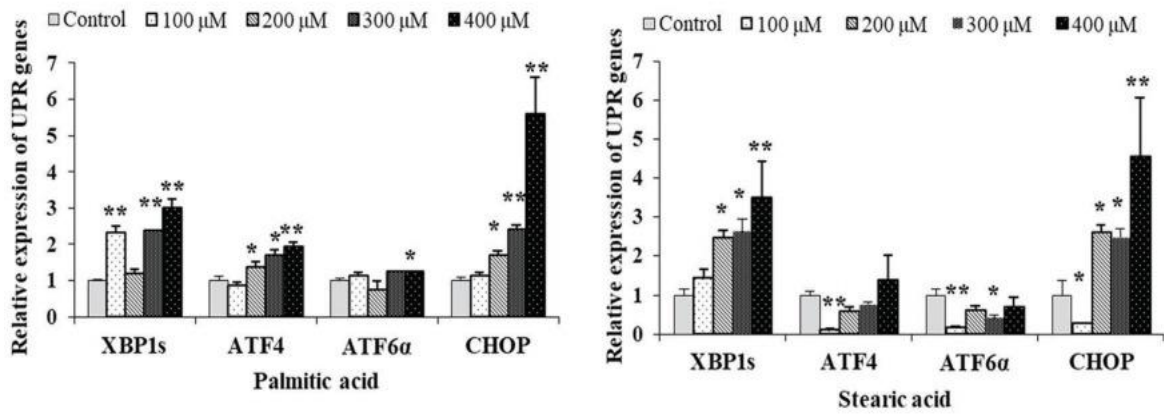 Control 100 μM 200 μM 300 μM 400 μM
Relative expression of UPR genes
7
6
5
4
3
2
1
0
** ** ** * * ** * * ** **
XBP1s ATF4 ATF6α CHOP
Palmitic acid
Control 100 μM 200 μM 300 μM 400 μM
Relative expression of UPR genes
7
6
5
4
3
2
1
0
* * ** ** ** * * * * **
XBP1s ATF4 ATF6α CHOP
Stearic acid